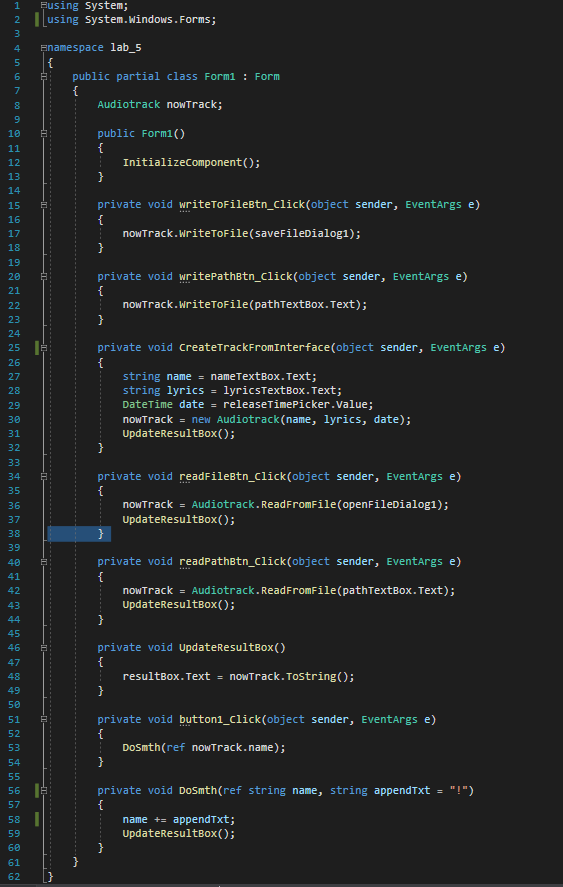 1 using System;
2 using System.Windows.Forms;
3
4 namespace lab_5
5 {
6 public partial class Form1 : Form
7 {
8 Audiotrack nowTrack;
9
10 public Form1()
11 {
12 InitializeComponent();
13 }
14
15 private void writeToFileBtn_Click(object sender, EventArgs e)
16 {
17 nowTrack.WriteToFile(saveFileDialog1);
18 }
19
20 private void writePathBtn_Click(object sender, EventArgs e)
21 {
22 nowTrack.WriteToFile(pathTextBox.Text);
23 }
24
25 private void CreateTrackFromInterface(object sender, EventArgs e)
26 {
27 string name = nameTextBox.Text;
28 string lyrics = lyricsTextBox.Text;
29 DateTime date = releaseTimePicker.Value;
30 nowTrack = new Audiotrack(name, lyrics, date);
31 UpdateResultBox();
32 }
33
34 private void readFileBtn_Click(object sender, EventArgs e)
35 {
36 nowTrack = Audiotrack.ReadFromFile(openFileDialog1);
37 UpdateResultBox();
38 }
39
40 private void readPathBtn_Click(object sender, EventArgs e)
41 {
42 nowTrack = Audiotrack.ReadFromFile(pathTextBox.Text);
43 UpdateResultBox();
44 }
45
46 private void UpdateResultBox()
47 {
48 resultBox.Text = nowTrack.ToString();
49 }
50
51 private void button1_Click(object sender, EventArgs e)
52 {
53 DoSmth(ref nowTrack.name);
54 }
55
56 private void DoSmth(ref string name, string appendTxt = "!")
57 {
58 name += appendTxt;
59 UpdateResultBox();
60 }
61 }
62 }